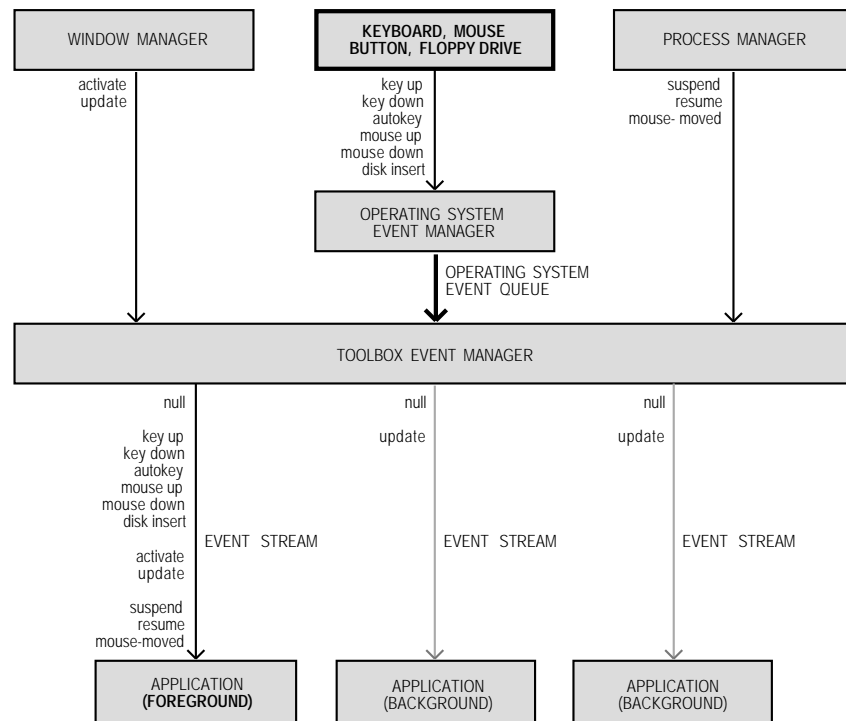 WINDOW MANAGER
KEYBOARD, MOUSE
BUTTON, FLOPPY DRIVE
PROCESS MANAGER
activate
update
key up
key down
autokey
mouse up
mouse down
disk insert
suspend
resume
mouse- moved
OPERATING SYSTEM
EVENT MANAGER
OPERATING SYSTEM
EVENT QUEUE
TOOLBOX EVENT MANAGER
null
key up
key down
autokey
mouse up
mouse down
disk insert
activate
update
suspend
resume
mouse-moved
EVENT STREAM
null
update
EVENT STREAM
null
update
EVENT STREAM
APPLICATION
(FOREGROUND)
APPLICATION
(BACKGROUND)
APPLICATION
(BACKGROUND)